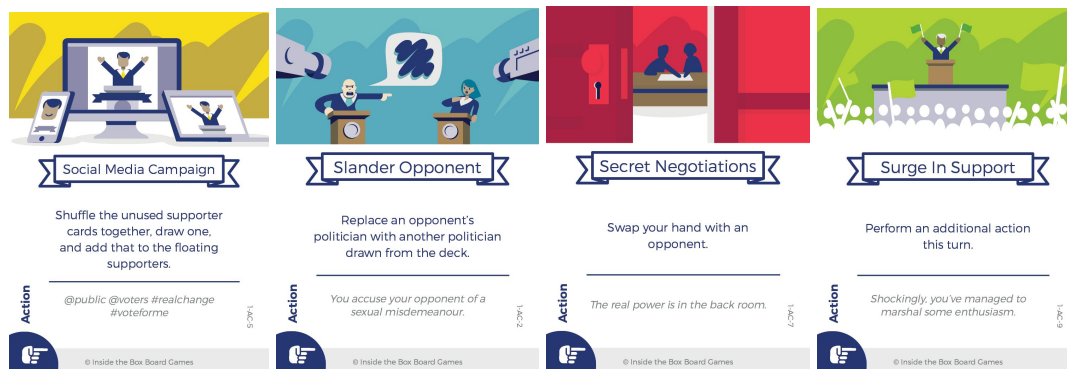 Social Media Campaign
Shuffle the unused supporter
cards together, draw one,
and add that to the floating
supporters.
@public @voters #realchange
#voteforme
Action
1-AC-5
© Inside the Box Board Games
Slander Opponent
Replace an opponent's
politician with another politician
drawn from the deck.
You accuse your opponent of a
sexual misdemeanour.
1-AC-2
© Inside the Box Board Games
Secret Negotiations
Swap your hand with an
opponent.
The real power is in the back room.
Action
1-AC-7
© Inside the Box Board Games
Surge In Support
Perform an additional action
this turn.
Shockingly, you've managed to
marshal some enthusiasm.
Action
1-AC-9
© Inside the Box Board Games